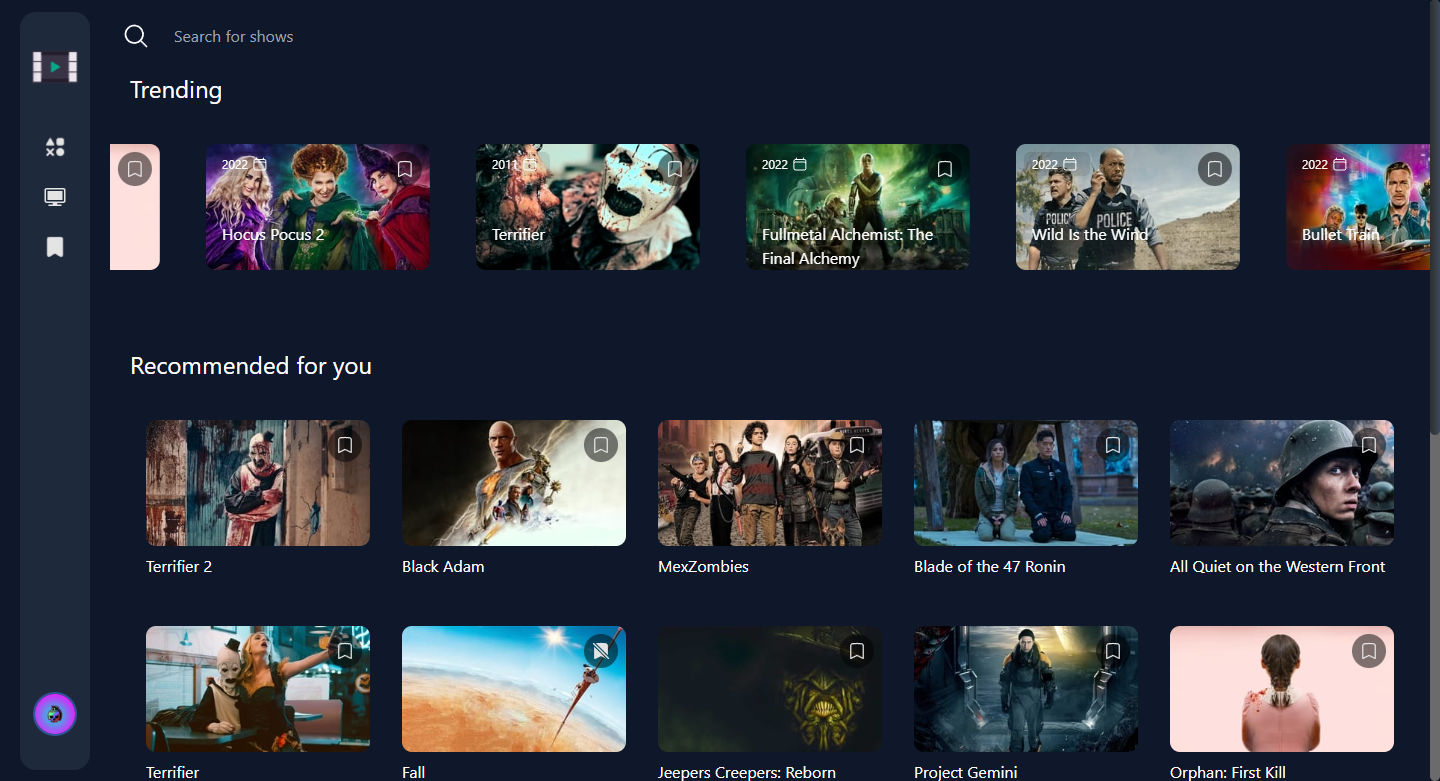 Search for shows
Trending
2022
Hocus Pocus 2
2011
Terrifier
2022
Fullmetal Alchemist: The
Final Alchemy
2022
POLICE
POLICE
Wild Is the Wind
2022
Bullet Train
Recommended for you
Terrifier 2
Black Adam
MexZombies
Blade of the 47 Ronin
All Quiet on the Western Front
Terrifier
Fall
Jeepers Creepers: Reborn
Project Gemini
Orphan: First Kill